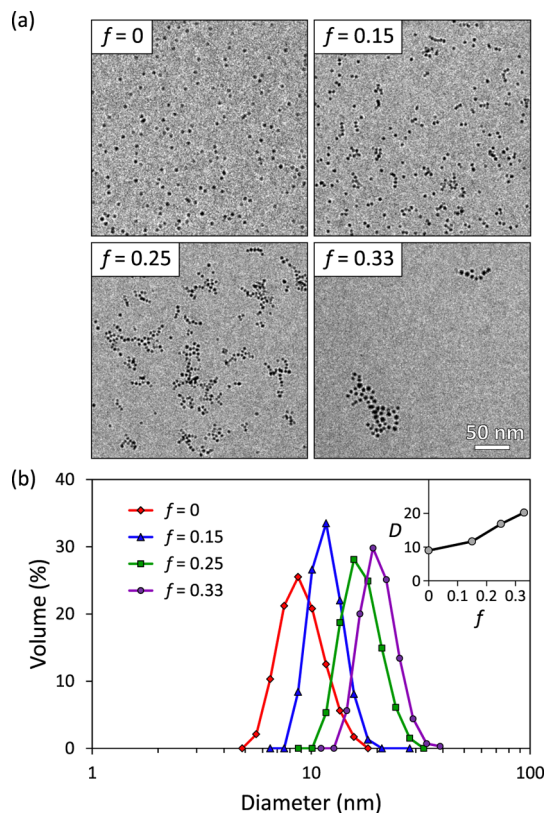 (a)
f = 0
f = 0.15
f = 0.25
f = 0.33
50 nm
(b)
40
30
20
10
0
Volume (%)
f = 0
f = 0.15
f = 0.25
f = 0.33
20
10
0
D
0 0.1 0.2 0.3
f
1 10 100
Diameter (nm)